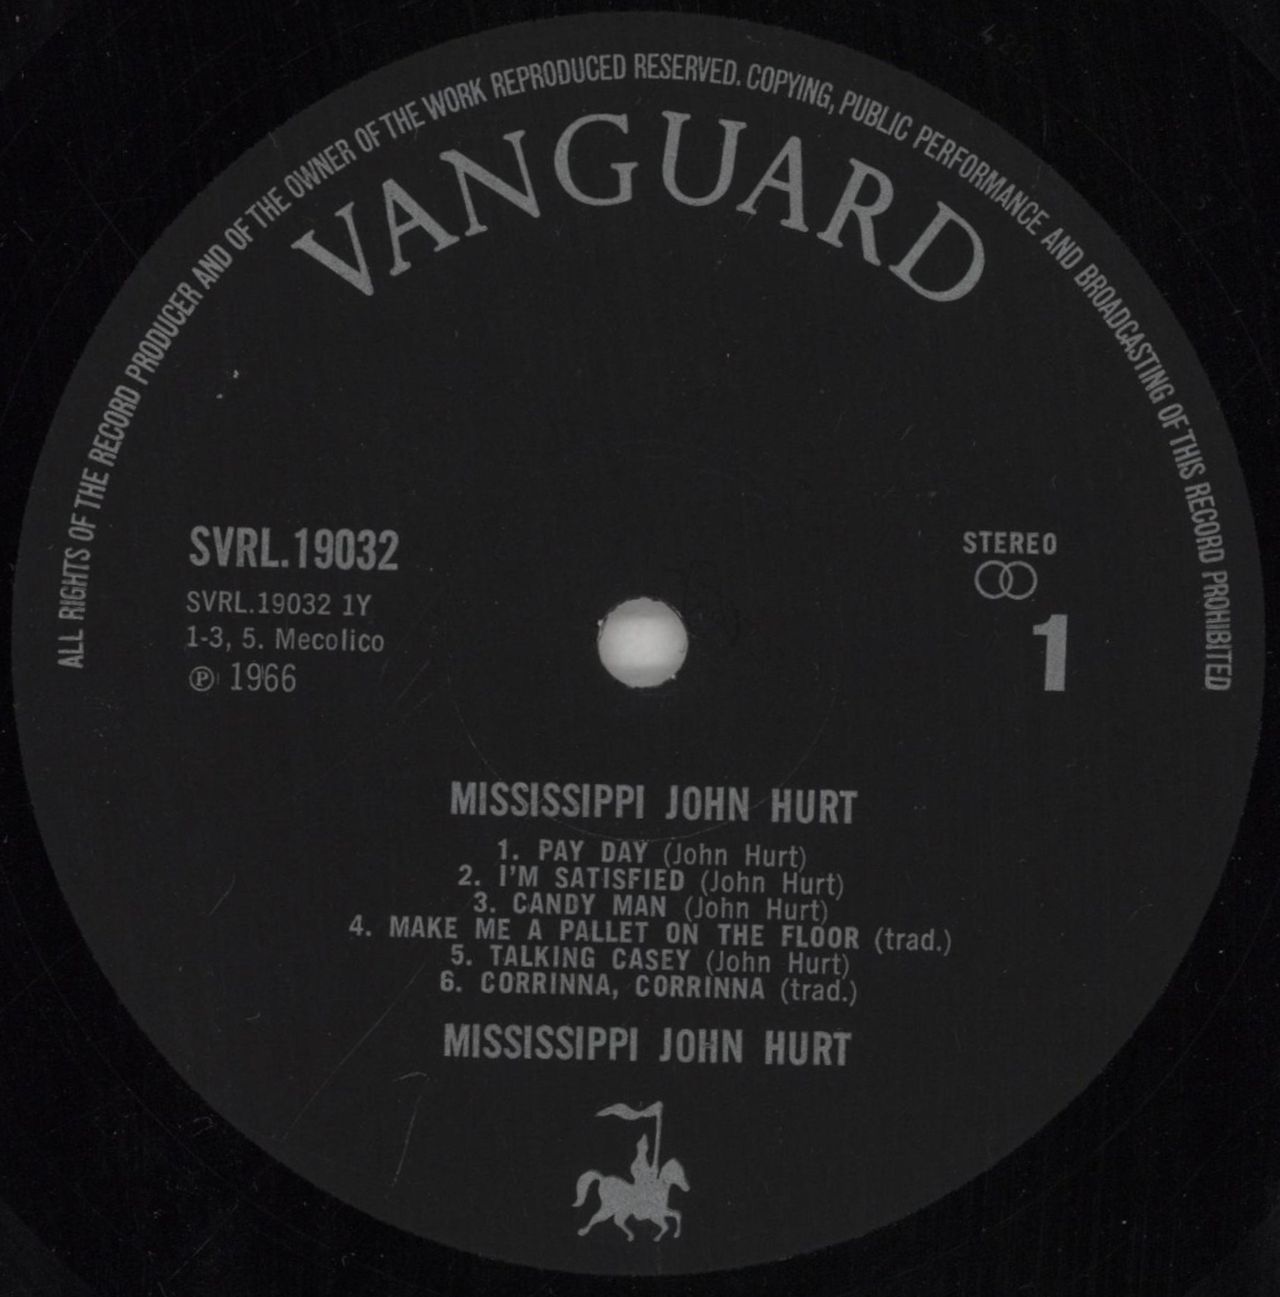 ALL RIGHTS OF THE RECORD PRODUCER AND OF THE OWNER OF THE WORK REPRODUCED RESERVED. COPYING, PUBLIC PERFORMANCE AND BROADCASTING OF THIS RECORD PROHIBITED
VANGUARD
SVRL.19032
SVRL.19032 1Y
1-3, 5. Mecolico
℗ 1966
STEREO
1
MISSISSIPPI JOHN HURT
1. PAY DAY (John Hurt)
2. I'M SATISFIED (John Hurt)
3. CANDY MAN (John Hurt)
4. MAKE ME A PALLET ON THE FLOOR (trad.)
5. TALKING CASEY (John Hurt)
6. CORRINNA, CORRINNA (trad.)
MISSISSIPPI JOHN HURT